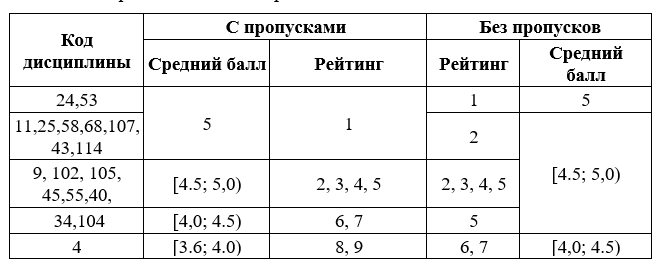 Код дисциплины
С пропусками
Без пропусков
Средний балл
Рейтинг
Рейтинг
Средний
балл
24,53
5
1
1
5
11,25,58,68,107,
43,114
2
[4.5; 5,0)
9, 102, 105,
45,55,40,
[4.5; 5,0)
2, 3, 4, 5
2, 3, 4, 5
34,104
[4,0; 4.5)
6, 7
5
4
[3.6; 4.0)
8, 9
6, 7
[4,0; 4.5)